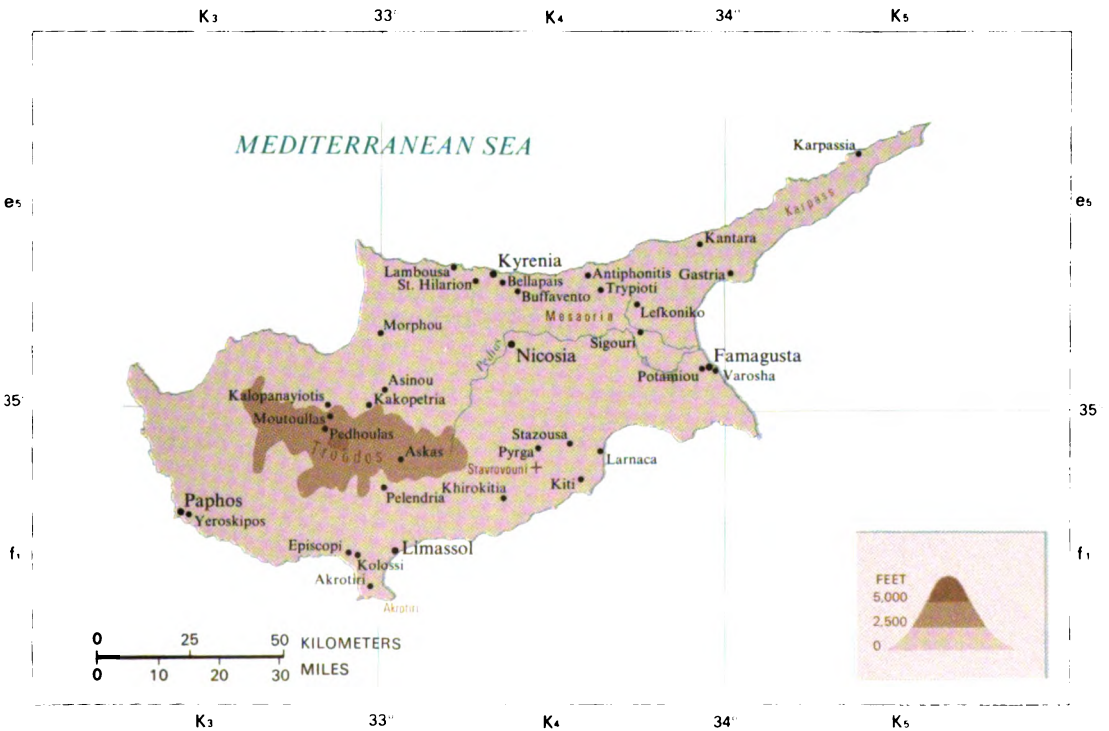 K₃ 33° K₄ 34° K₅
MEDITERRANEAN SEA
Karpassia
e₅ e₅
Karpass
Kantara
Kyrenia
Lambousa
Antiphonitis Gastria
St. Hilarion
Bellapais
Trypioti
Buffavento
Lefkoniko
Mesaoria
Morphou
Sigouri
Pedias
Nicosia
Famagusta
Potamiou Varosha
Asinou
Kalopanayiotis
Kakopetria
35° 35
Moutoullas
Pedhoulas
Stazousa
Troodos
Askas
Pyrga
Larnaca
Stavrovouni
Kiti
Khirokitia
Pelendria
Paphos
Yeroskipos
Episcopi
Limassol
f₁ f₁
Kolossi
Akrotiri
Akrotiri
FEET
5,000
2,500
0
0 25 50 KILOMETERS
0 10 20 30 MILES
K₃ 33° K₄ 34° K₅